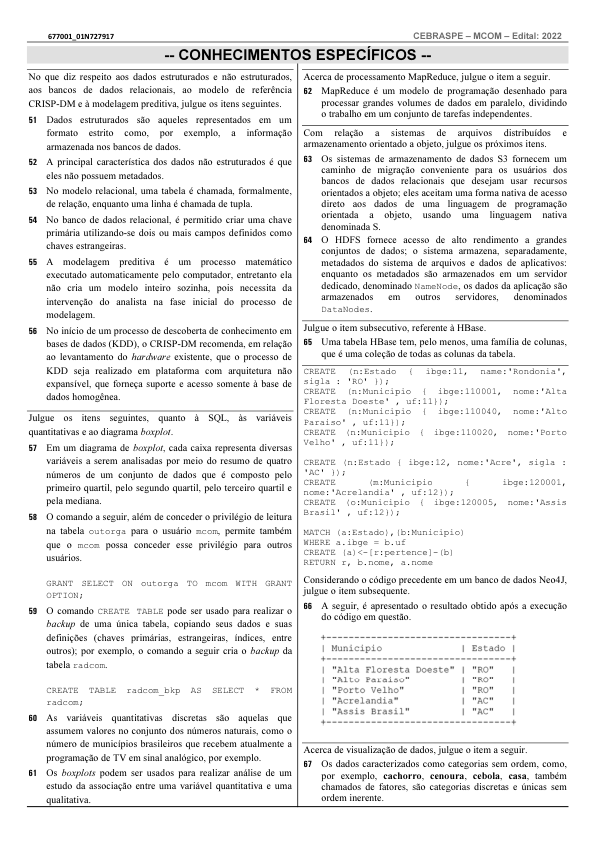 677001_01N727917
CEBRASPE – MCOM – Edital: 2022
-- CONHECIMENTOS ESPECÍFICOS --
No que diz respeito aos dados estruturados e não estruturados,
aos bancos de dados relacionais, ao modelo de referência
CRISP-DM e à modelagem preditiva, julgue os itens seguintes.
51 Dados estruturados são aqueles representados em um
formato estrito como, por exemplo, a informação
armazenada nos bancos de dados.
52 A principal característica dos dados não estruturados é que
eles não possuem metadados.
53 No modelo relacional, uma tabela é chamada, formalmente,
de relação, enquanto uma linha é chamada de tupla.
54 No banco de dados relacional, é permitido criar uma chave
primária utilizando-se dois ou mais campos definidos como
chaves estrangeiras.
55 A modelagem preditiva é um processo matemático
executado automaticamente pelo computador, entretanto ela
não cria um modelo inteiro sozinha, pois necessita da
intervenção do analista na fase inicial do processo de
modelagem.
56 No início de um processo de descoberta de conhecimento em
bases de dados (KDD), o CRISP-DM recomenda, em relação
ao levantamento do hardware existente, que o processo de
KDD seja realizado em plataforma com arquitetura não
expansível, que forneça suporte e acesso somente à base de
dados homogênea.
Julgue os itens seguintes, quanto à SQL, às variáveis
quantitativas e ao diagrama boxplot.
57 Em um diagrama de boxplot, cada caixa representa diversas
variáveis a serem analisadas por meio do resumo de quatro
números de um conjunto de dados que é composto pelo
primeiro quartil, pelo segundo quartil, pelo terceiro quartil e
pela mediana.
58 O comando a seguir, além de conceder o privilégio de leitura
na tabela outorga para o usuário mcom, permite também
que o mcom possa conceder esse privilégio para outros
usuários.
GRANT SELECT ON outorga TO mcom WITH GRANT
OPTION;
59 O comando CREATE TABLE pode ser usado para realizar o
backup de uma única tabela, copiando seus dados e suas
definições (chaves primárias, estrangeiras, índices, entre
outros); por exemplo, o comando a seguir cria o backup da
tabela radcom.
CREATE TABLE radcom_bkp AS SELECT * FROM
radcom;
60 As variáveis quantitativas discretas são aquelas que
assumem valores no conjunto dos números naturais, como o
número de municípios brasileiros que recebem atualmente a
programação de TV em sinal analógico, por exemplo.
61 Os boxplots podem ser usados para realizar análise de um
estudo da associação entre uma variável quantitativa e uma
qualitativa.
Acerca de processamento MapReduce, julgue o item a seguir.
62 MapReduce é um modelo de programação desenhado para
processar grandes volumes de dados em paralelo, dividindo
o trabalho em um conjunto de tarefas independentes.
Com relação a sistemas de arquivos distribuídos e
armazenamento orientado a objeto, julgue os próximos itens.
63 Os sistemas de armazenamento de dados S3 fornecem um
caminho de migração conveniente para os usuários dos
bancos de dados relacionais que desejam usar recursos
orientados a objeto; eles aceitam uma forma nativa de acesso
direto aos dados de uma linguagem de programação
orientada a objeto, usando uma linguagem nativa
denominada S.
64 O HDFS fornece acesso de alto rendimento a grandes
conjuntos de dados; o sistema armazena, separadamente,
metadados do sistema de arquivos e dados de aplicativos:
enquanto os metadados são armazenados em um servidor
dedicado, denominado NameNode, os dados da aplicação são
armazenados em outros servidores, denominados
DataNodes.
Julgue o item subsecutivo, referente à HBase.
65 Uma tabela HBase tem, pelo menos, uma família de colunas,
que é uma coleção de todas as colunas da tabela.
CREATE (n:Estado { ibge:11, name:'Rondonia',
sigla : 'RO' });
CREATE (n:Municipio { ibge:110001, nome:'Alta
Floresta Doeste' , uf:11});
CREATE (n:Municipio { ibge:110040, nome:'Alto
Paraiso' , uf:11});
CREATE (n:Municipio { ibge:110020, nome:'Porto
Velho' , uf:11});
CREATE (n:Estado { ibge:12, nome:'Acre', sigla :
'AC' });
CREATE (m:Municipio { ibge:120001,
nome:'Acrelandia' , uf:12});
CREATE (o:Municipio { ibge:120005, nome:'Assis
Brasil' , uf:12});
MATCH (a:Estado),(b:Municipio)
WHERE a.ibge = b.uf
CREATE (a)<-[r:pertence]-(b)
RETURN r, b.nome, a.nome
Considerando o código precedente em um banco de dados Neo4J,
julgue o item subsequente.
66 A seguir, é apresentado o resultado obtido após a execução
do código em questão.
+----------------------------------+
| Municipio | Estado |
+----------------------------------+
| "Alta Floresta Doeste" | "RO" |
| "Alto Paraiso" | "RO" |
| "Porto Velho" | "RO" |
| "Acrelandia" | "AC" |
| "Assis Brasil" | "AC" |
+----------------------------------+
Acerca de visualização de dados, julgue o item a seguir.
67 Os dados caracterizados como categorias sem ordem, como,
por exemplo, cachorro, cenoura, cebola, casa, também
chamados de fatores, são categorias discretas e únicas sem
ordem inerente.